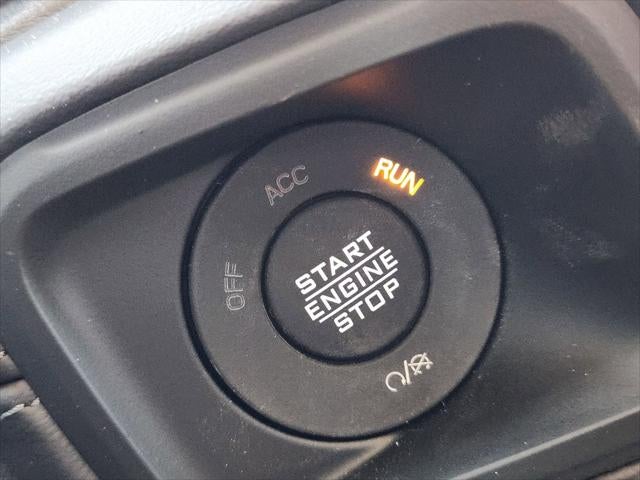 ACC
RUN
OFF
START
ENGINE
STOP